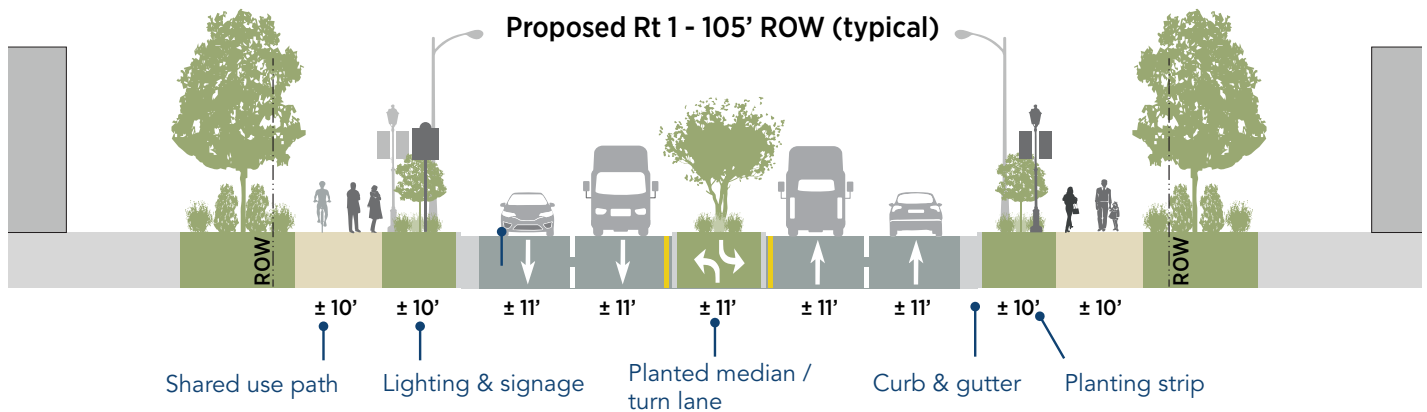 Proposed Rt 1 - 105’ ROW (typical)
ROW
ROW
± 10’
± 10’
± 11’
± 11’
± 11’
± 11’
± 11’
± 10’
± 10’
Shared use path
Lighting & signage
Planted median /
turn lane
Curb & gutter
Planting strip